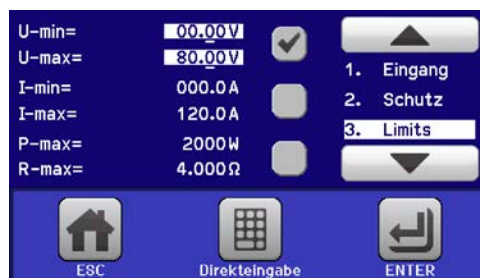 U-min= 00.00V
U-max= 80.00V
I-min= 000.0A
I-max= 120.0A
P-max= 2000W
R-max= 4.000Ω
1. Eingang
2. Schutz
3. Limits
ESC
Direkteingabe
ENTER